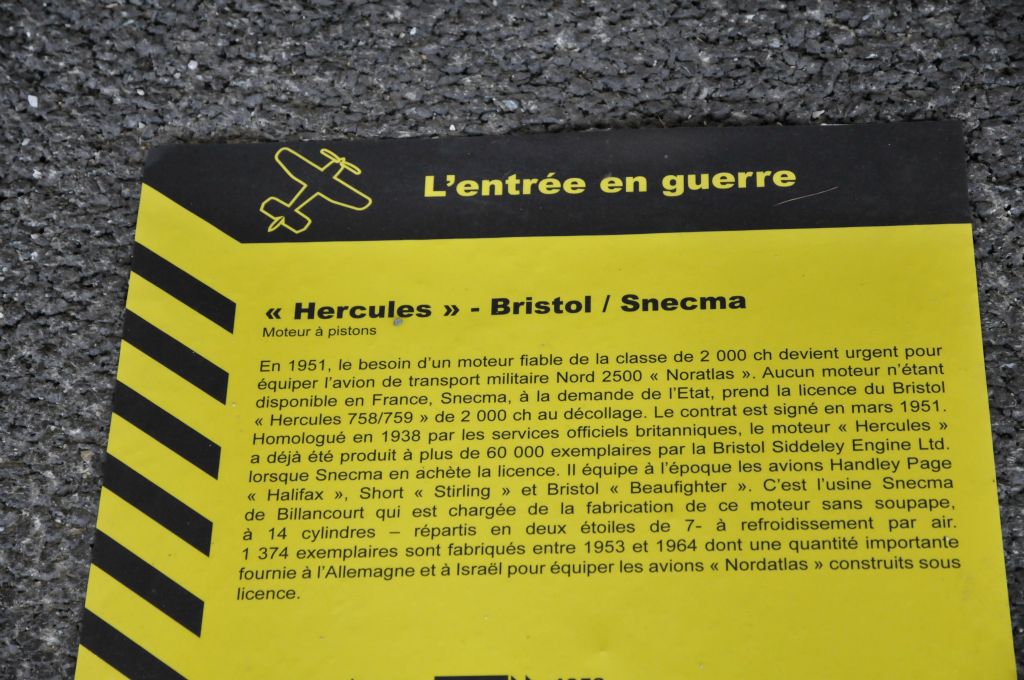 L'entrée en guerre
« Hercules » - Bristol / Snecma
Moteur à pistons
En 1951, le besoin d'un moteur fiable de la classe de 2 000 ch devient urgent pour
équiper l'avion de transport militaire Nord 2500 « Noratlas ». Aucun moteur n'étant
disponible en France, Snecma, à la demande de l'Etat, prend la licence du Bristol
« Hercules 758/759 » de 2 000 ch au décollage. Le contrat est signé en mars 1951.
Homologué en 1938 par les services officiels britanniques, le moteur « Hercules »
a déjà été produit à plus de 60 000 exemplaires par la Bristol Siddeley Engine Ltd.
lorsque Snecma en achète la licence. Il équipe à l'époque les avions Handley Page
« Halifax », Short « Stirling » et Bristol « Beaufighter ». C'est l'usine Snecma
de Billancourt qui est chargée de la fabrication de ce moteur sans soupape,
à 14 cylindres – répartis en deux étoiles de 7- à refroidissement par air.
1 374 exemplaires sont fabriqués entre 1953 et 1964 dont une quantité importante
fournie à l'Allemagne et à Israël pour équiper les avions « Nordatlas » construits sous
licence.